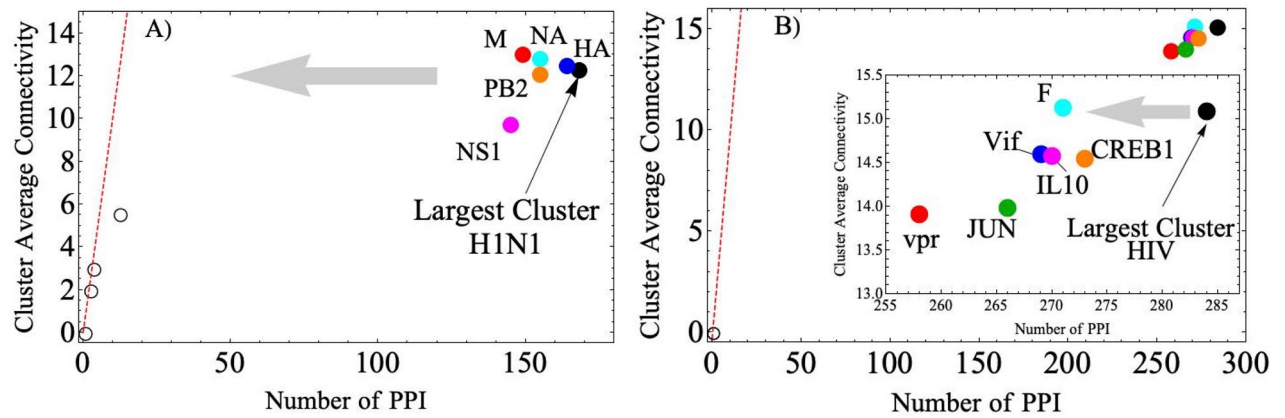 A)
Cluster Average Connectivity
14
12
10
8
6
4
2
0
M NA HA
PB2
NS1
Largest Cluster
H1N1
0 50 100 150
Number of PPI
B)
Cluster Average Connectivity
15
10
5
0
15.5
15.0
14.5
14.0
13.5
13.0
Cluster Average Connectivity
F
Vif
CREB1
IL10
JUN
vpr
Largest Cluster
HIV
255 260 265 270 275 280 285
Number of PPI
0 50 100 150 200 250 300
Number of PPI